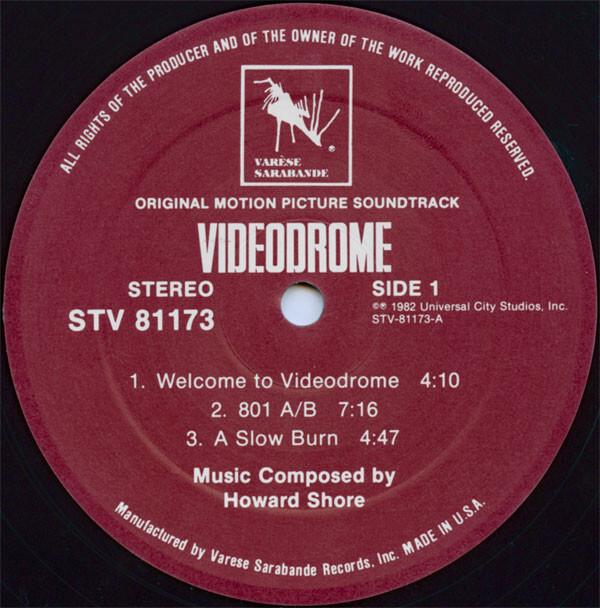 ALL RIGHTS OF THE PRODUCER AND OF THE OWNER OF THE WORK REPRODUCED RESERVED.
VARÈSE
SARABANDE
®
ORIGINAL MOTION PICTURE SOUNDTRACK
VIDEODROME
STEREO
STV 81173
SIDE 1
©℗ 1982 Universal City Studios, Inc.
STV-81173-A
1. Welcome to Videodrome 4:10
2. 801 A/B 7:16
3. A Slow Burn 4:47
Music Composed by
Howard Shore
Manufactured by Varese Sarabande Records, Inc. MADE IN U.S.A.